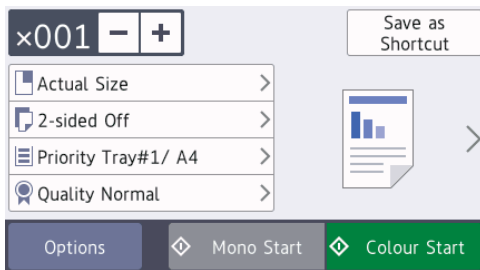 ×001 − +
Save as
Shortcut
Actual Size
2-sided Off
Priority Tray#1/ A4
Quality Normal
Options
Mono Start
Colour Start